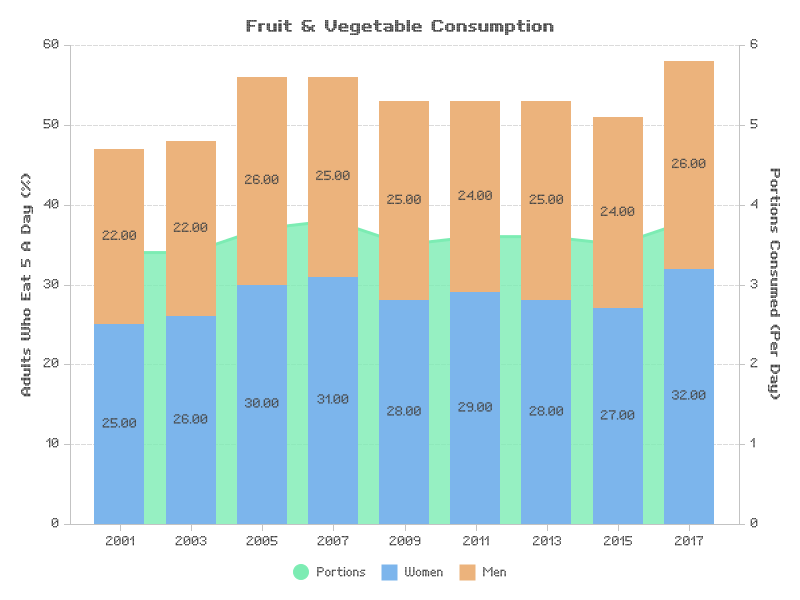 Fruit & Vegetable Consumption
Adults Who Eat 5 A Day (%)
60
50
40
30
20
10
0
Portions Consumed (Per Day)
6
5
4
3
2
1
0
22.00 22.00 26.00 25.00 25.00 24.00 25.00 24.00 26.00
25.00 26.00 30.00 31.00 28.00 29.00 28.00 27.00 32.00
2001 2003 2005 2007 2009 2011 2013 2015 2017
Portions Women Men